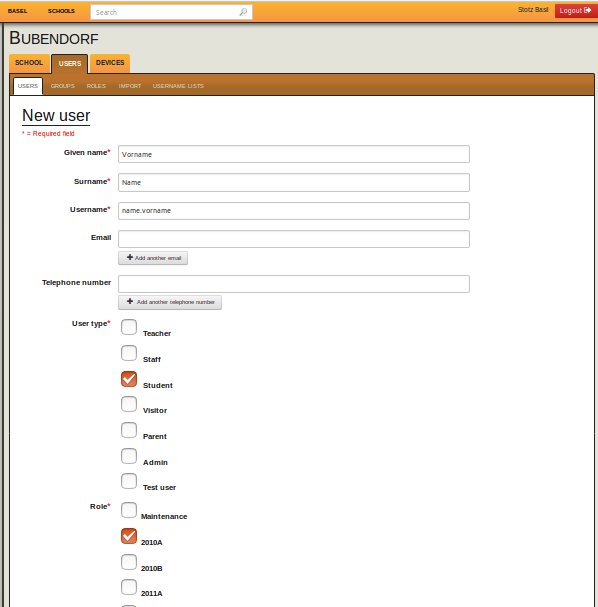 BASEL SCHOOLS Search Stotz Basil Logout
BUBENDORF
SCHOOL USERS DEVICES
USERS GROUPS ROLES IMPORT USERNAME LISTS
New user
* = Required field
Given name* Vorname
Surname* Name
Username* name.vorname
Email
+ Add another email
Telephone number
+ Add another telephone number
User type*
Teacher
Staff
Student
Visitor
Parent
Admin
Test user
Role*
Maintenance
2010A
2010B
2011A